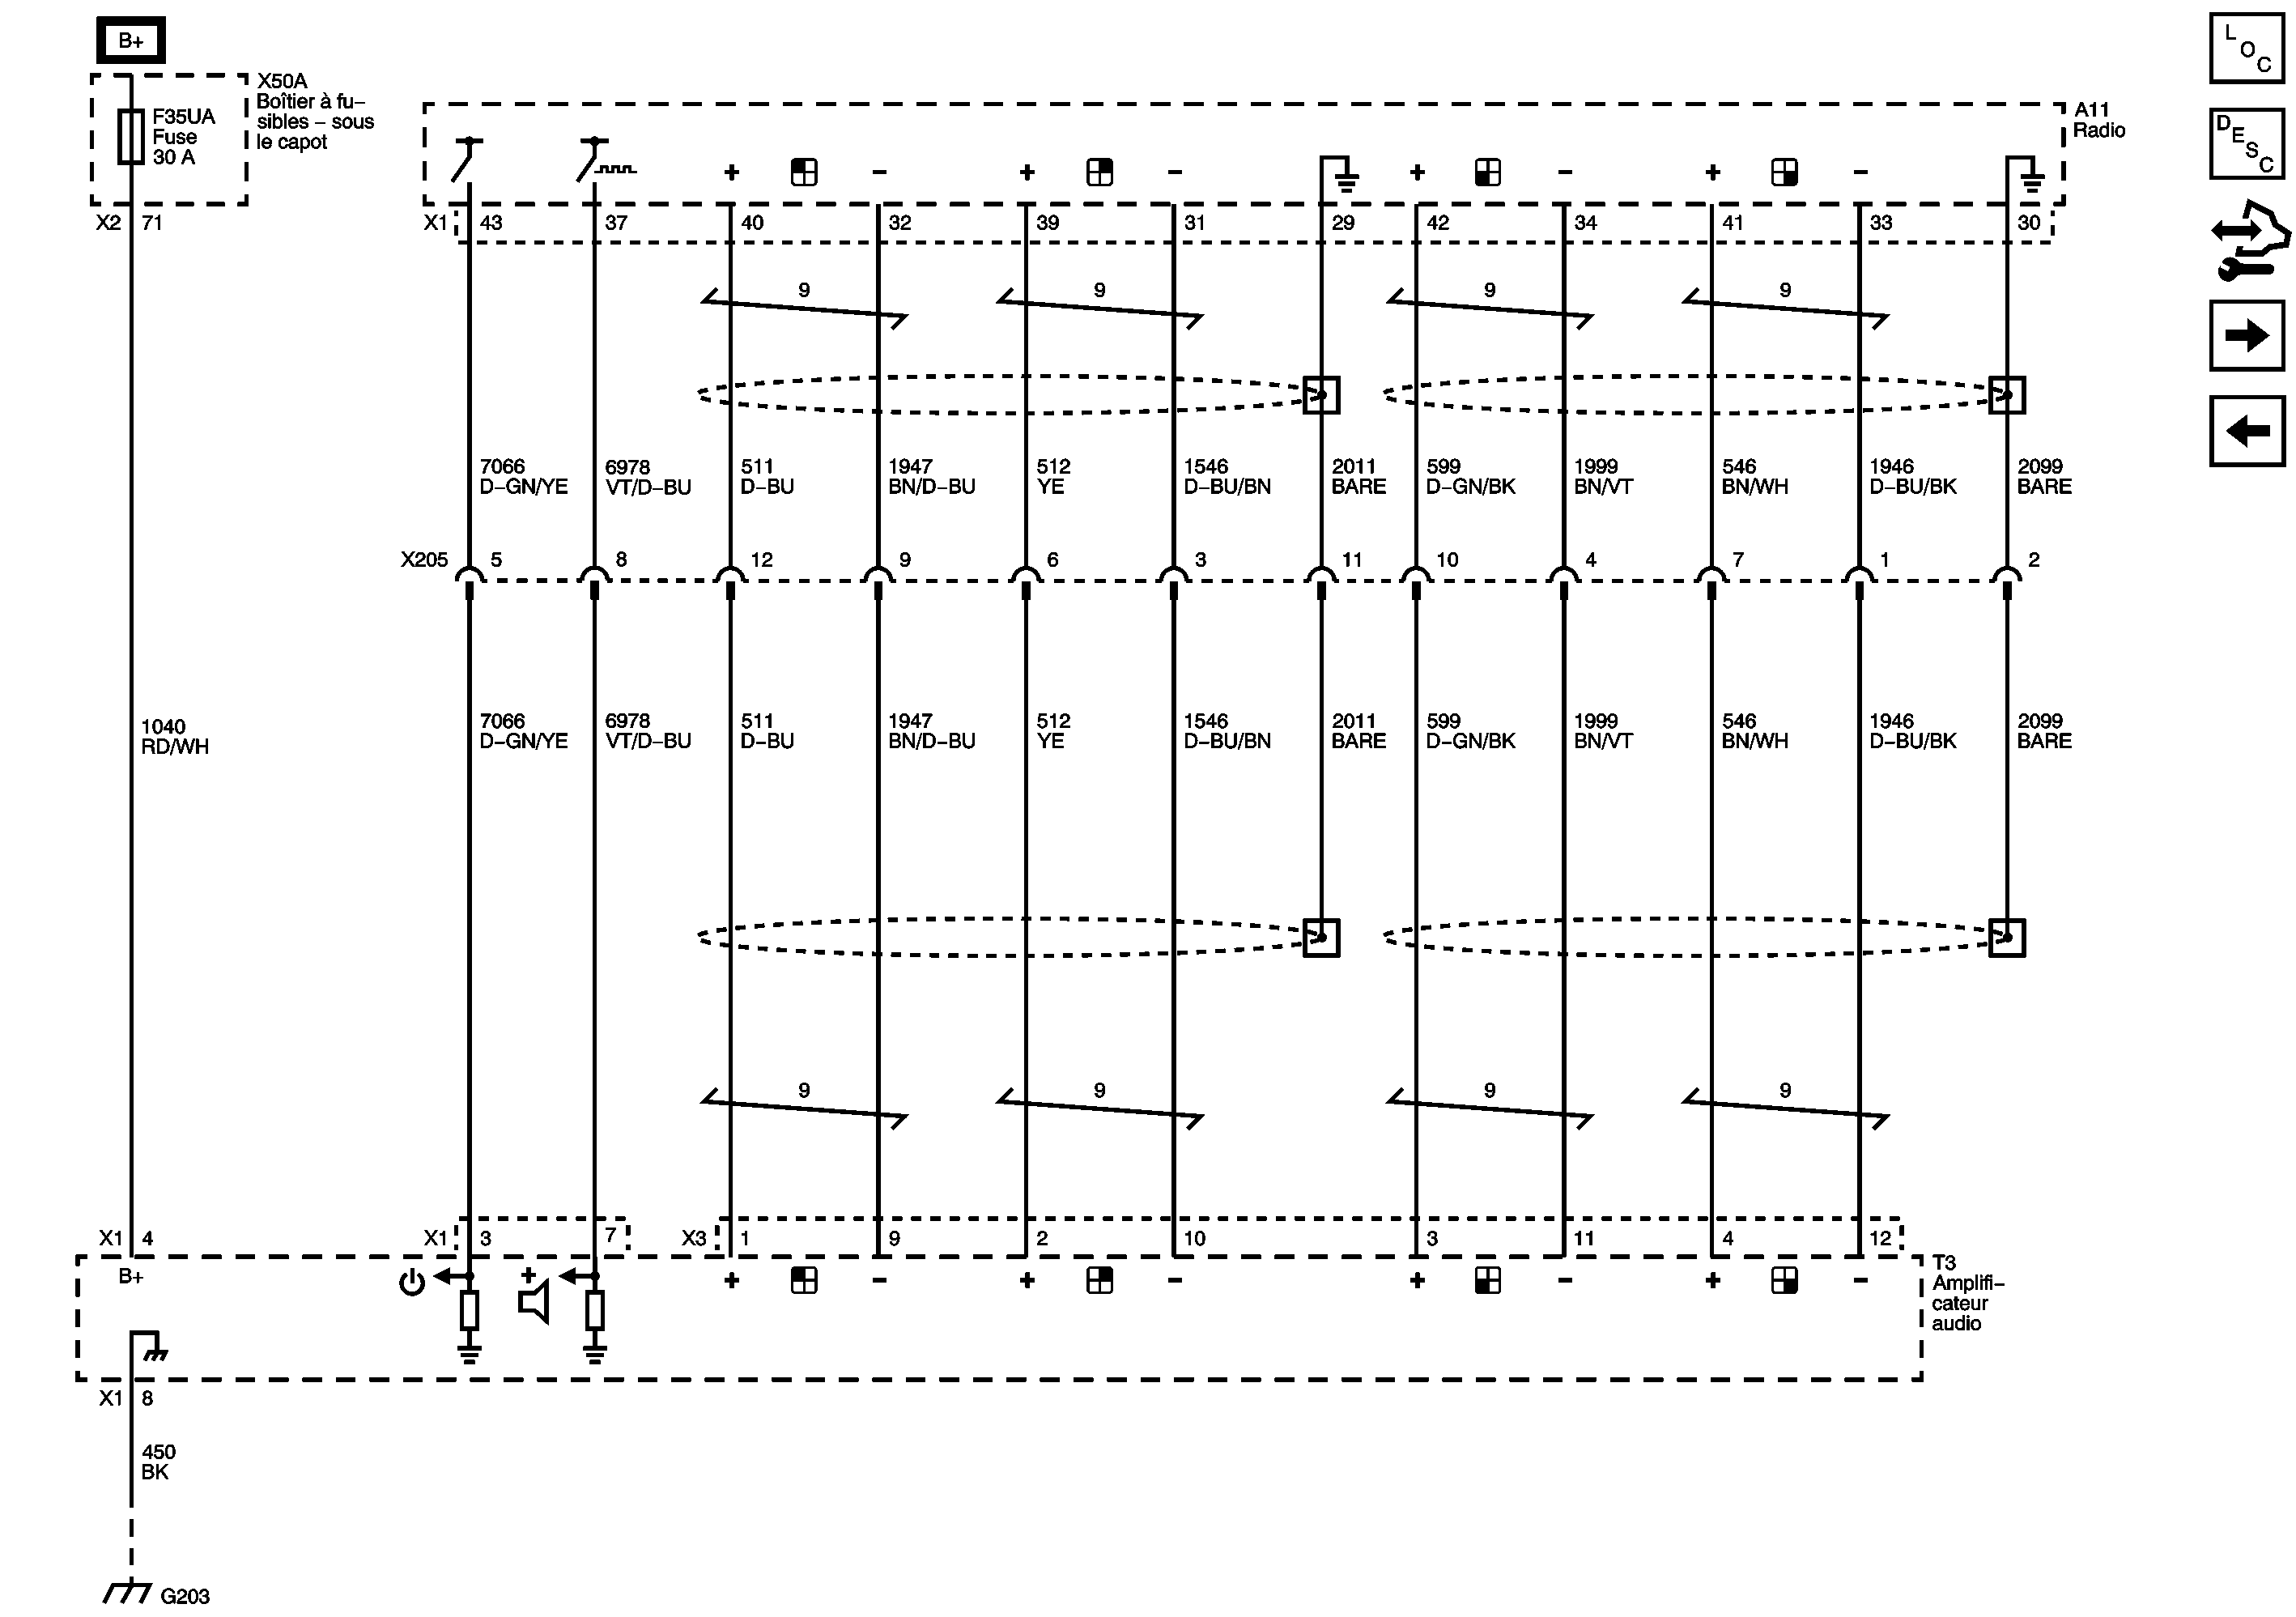 B+
X50A
Boîtier à fu–
sibles – sous
le capot
F35UA
Fuse
30 A
A11
Radio
L O C
D E S C
+ − + − + − + −
X2 71
X1 43 37 40 32 39 31 29 42 34 41 33 30
9 9 9 9
7066 6978 511 1947 512 1546 2011 599 1999 546 1946 2099
D–GN/YE VT/D–BU D–BU BN/D–BU YE D–BU/BN BARE D–GN/BK BN/VT BN/WH D–BU/BK BARE
X205 5 8 12 9 6 3 11 10 4 7 1 2
1040
RD/WH
7066 6978 511 1947 512 1546 2011 599 1999 546 1946 2099
D–GN/YE VT/D–BU D–BU BN/D–BU YE D–BU/BN BARE D–GN/BK BN/VT BN/WH D–BU/BK BARE
9 9 9 9
X1 4 X1 3 7 X3 1 9 2 10 3 11 4 12
B+ + + − + − + − + −
T3
Amplifi–
cateur
audio
X1 8
450
BK
G203